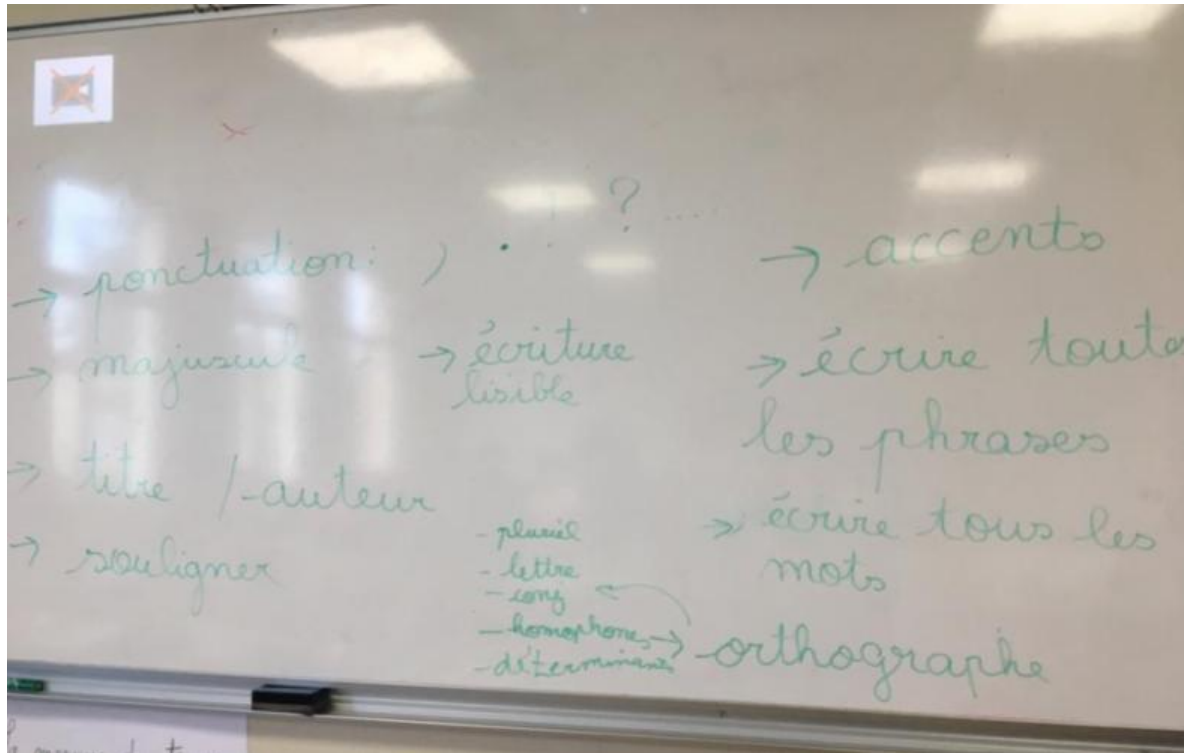 → ponctuation : , . . ? ....
→ majuscule
→ titre / auteur
→ souligner
→ écriture
lisible
- pluriel
- lettre
- conj
- homophones
- déterminants
→ accents
→ écrire toutes
les phrases
→ écrire tous les
mots
→ orthographe